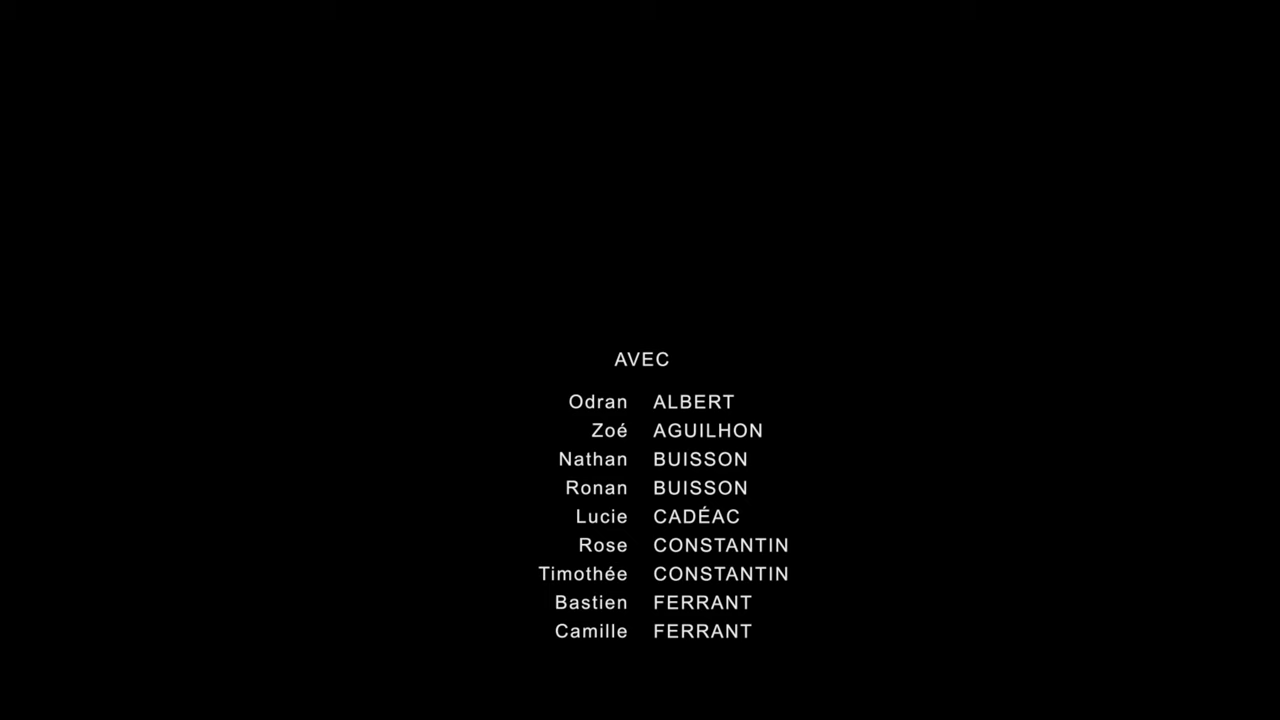 AVEC
Odran ALBERT
Zoé AGUILHON
Nathan BUISSON
Ronan BUISSON
Lucie CADÉAC
Rose CONSTANTIN
Timothée CONSTANTIN
Bastien FERRANT
Camille FERRANT